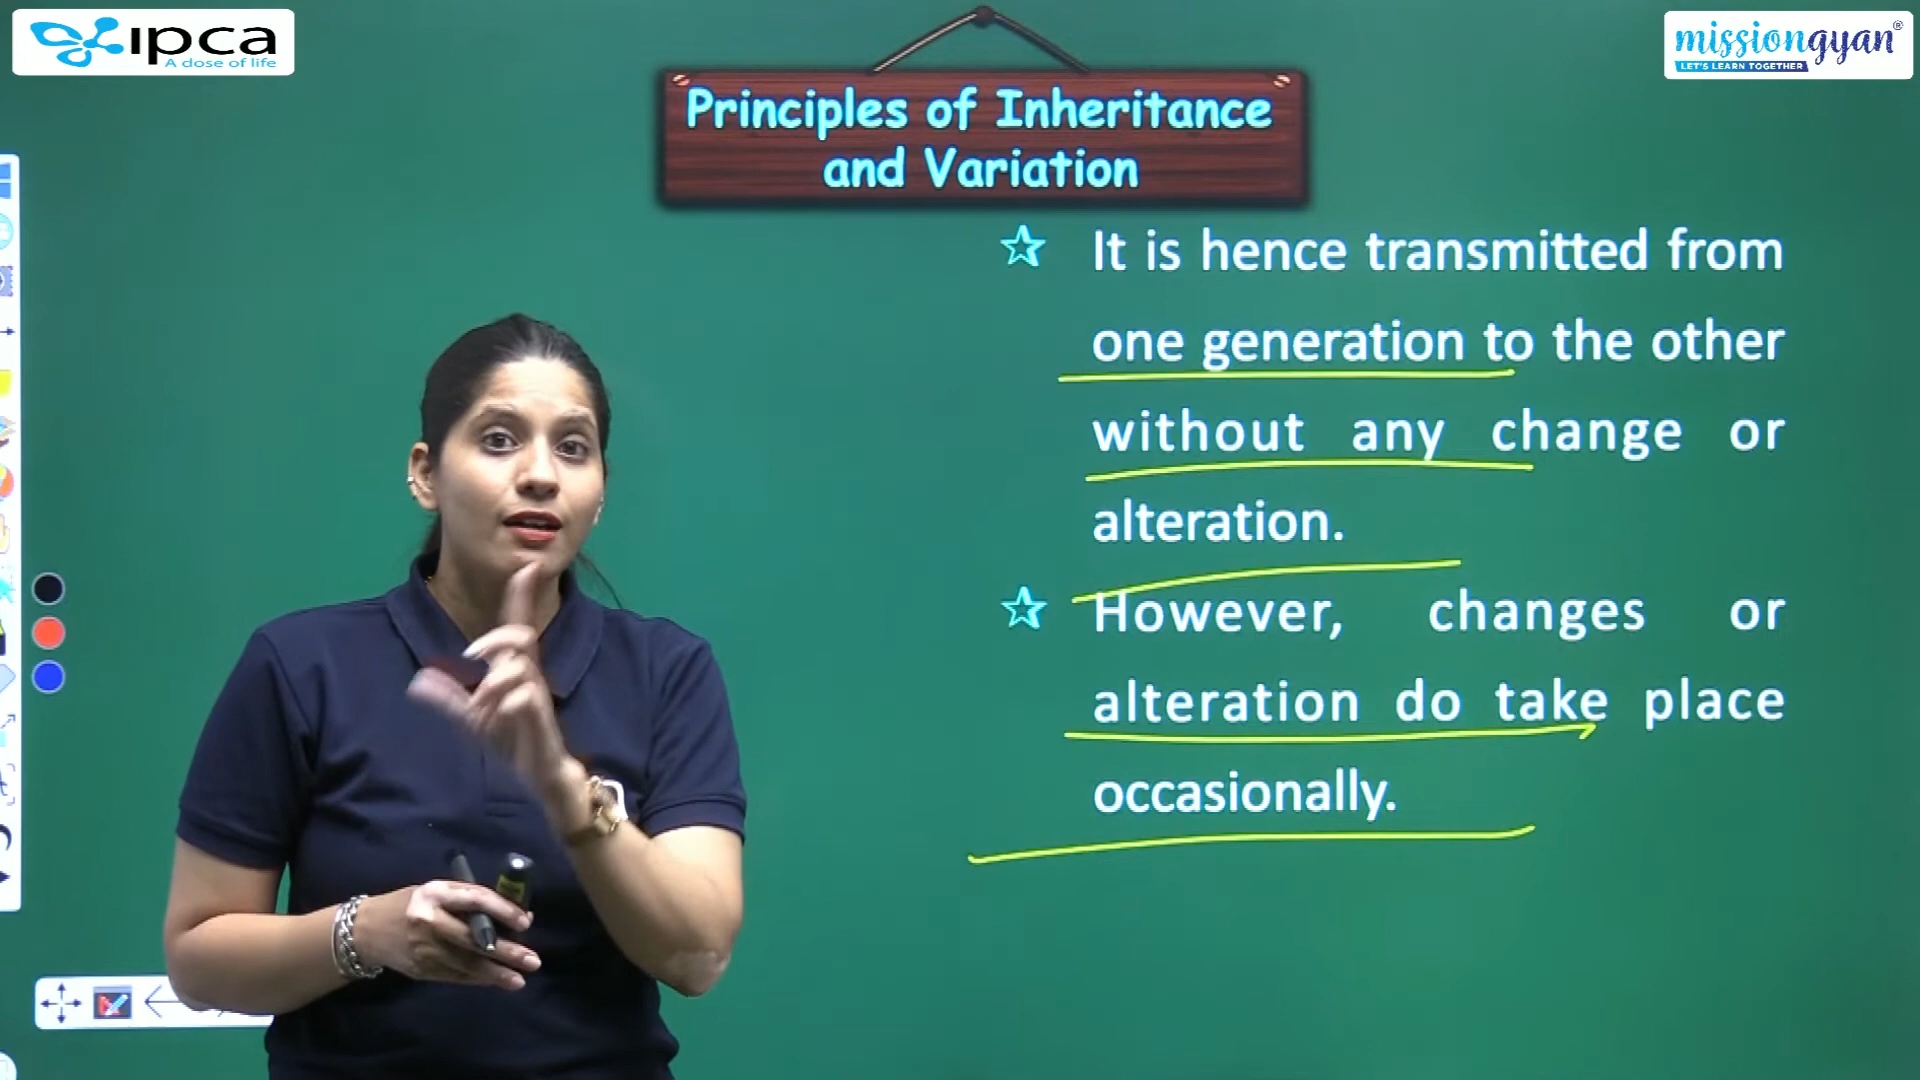 ipca
A dose of life
missiongyan®
LET'S LEARN TOGETHER
Principles of Inheritance
and Variation
It is hence transmitted from
one generation to the other
without any change or
alteration.
However, changes or
alteration do take place
occasionally.